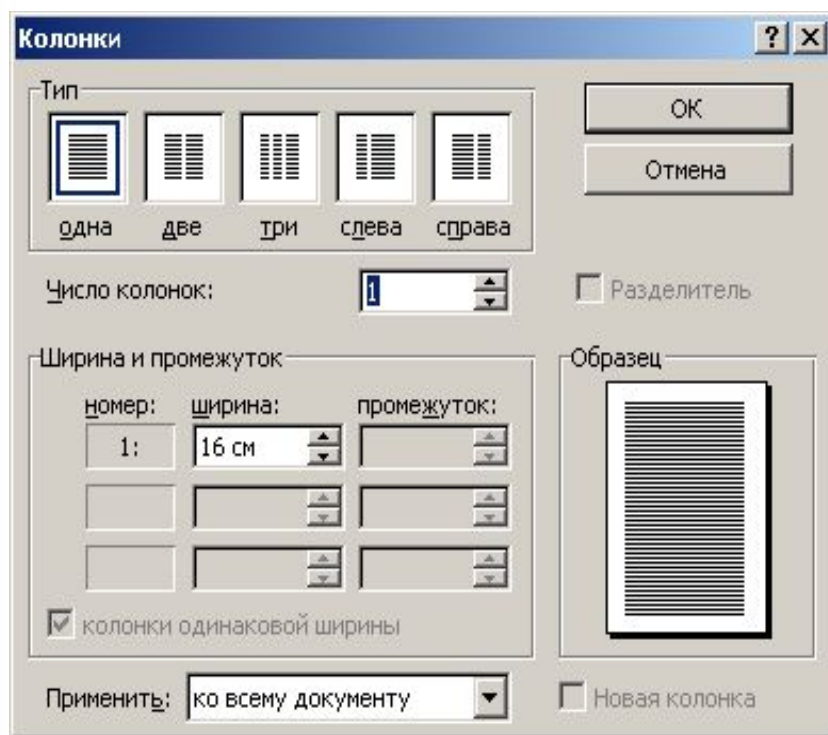 Колонки
Тип
ОК
Отмена
одна две три слева справа
Число колонок: 1
Разделитель
Ширина и промежуток
Образец
номер: ширина: промежуток:
1: 16 см
колонки одинаковой ширины
Применить: ко всему документу
Новая колонка